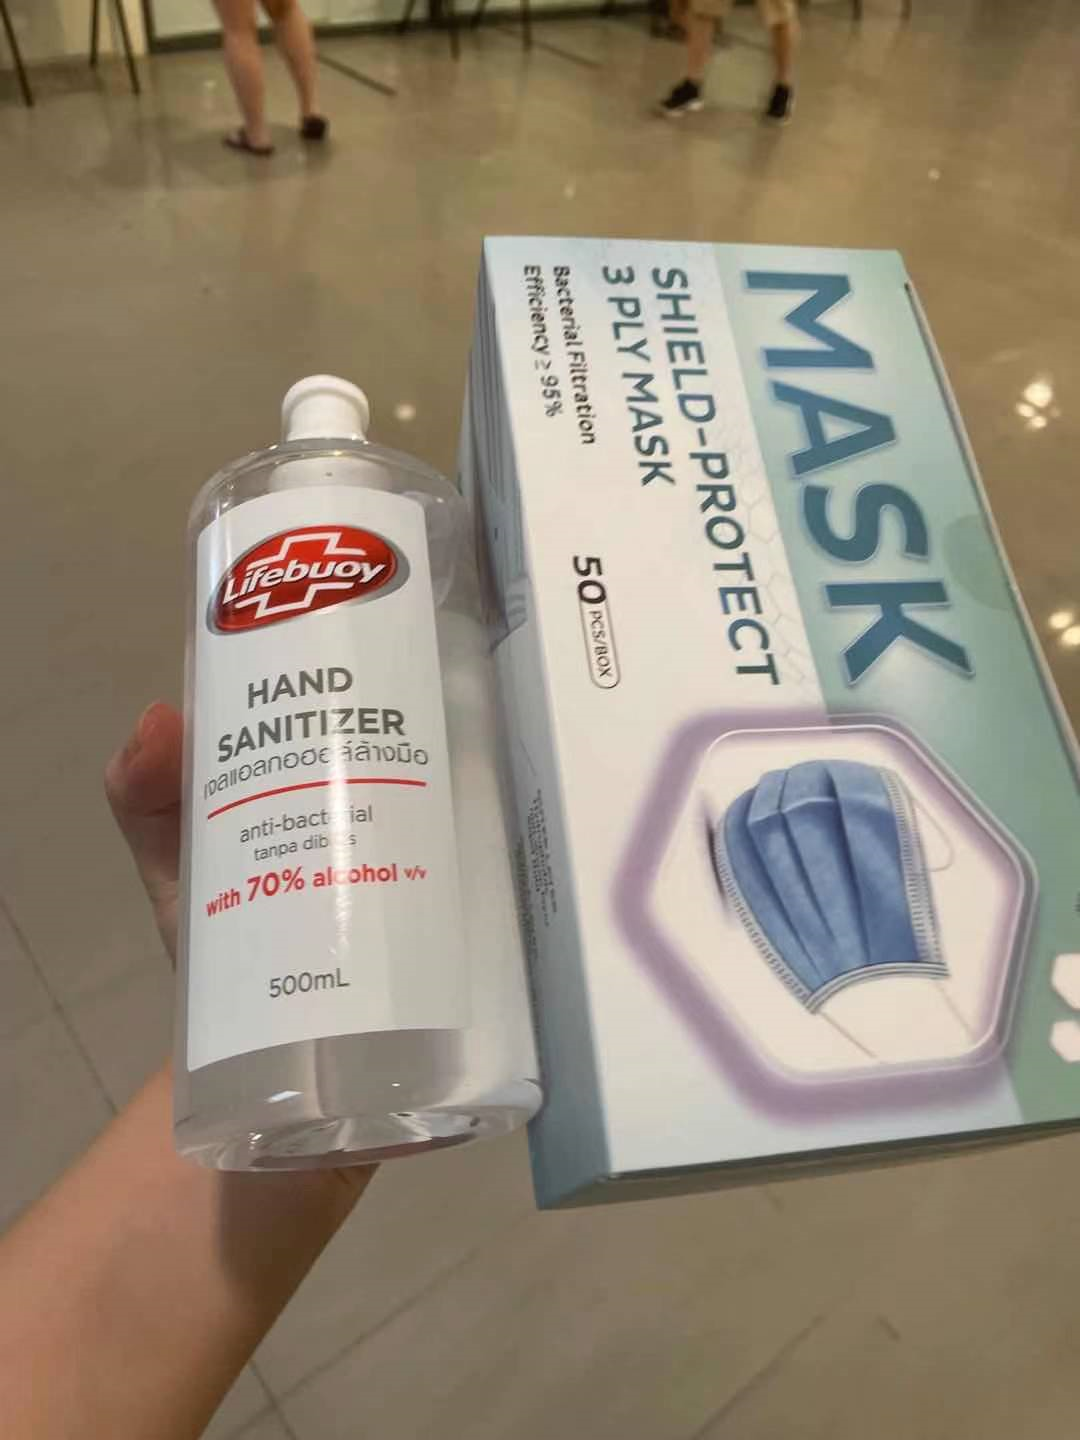 Lifebuoy
HAND
SANITIZER
เจลแอลกอฮอล์ล้างมือ
anti-bacterial
tanpa dibilas
with 70% alcohol v/v
500mL
MASK
SHIELD-PROTECT
3 PLY MASK
Bacterial Filtration
Efficiency ≥ 95%
50 PCS/BOX